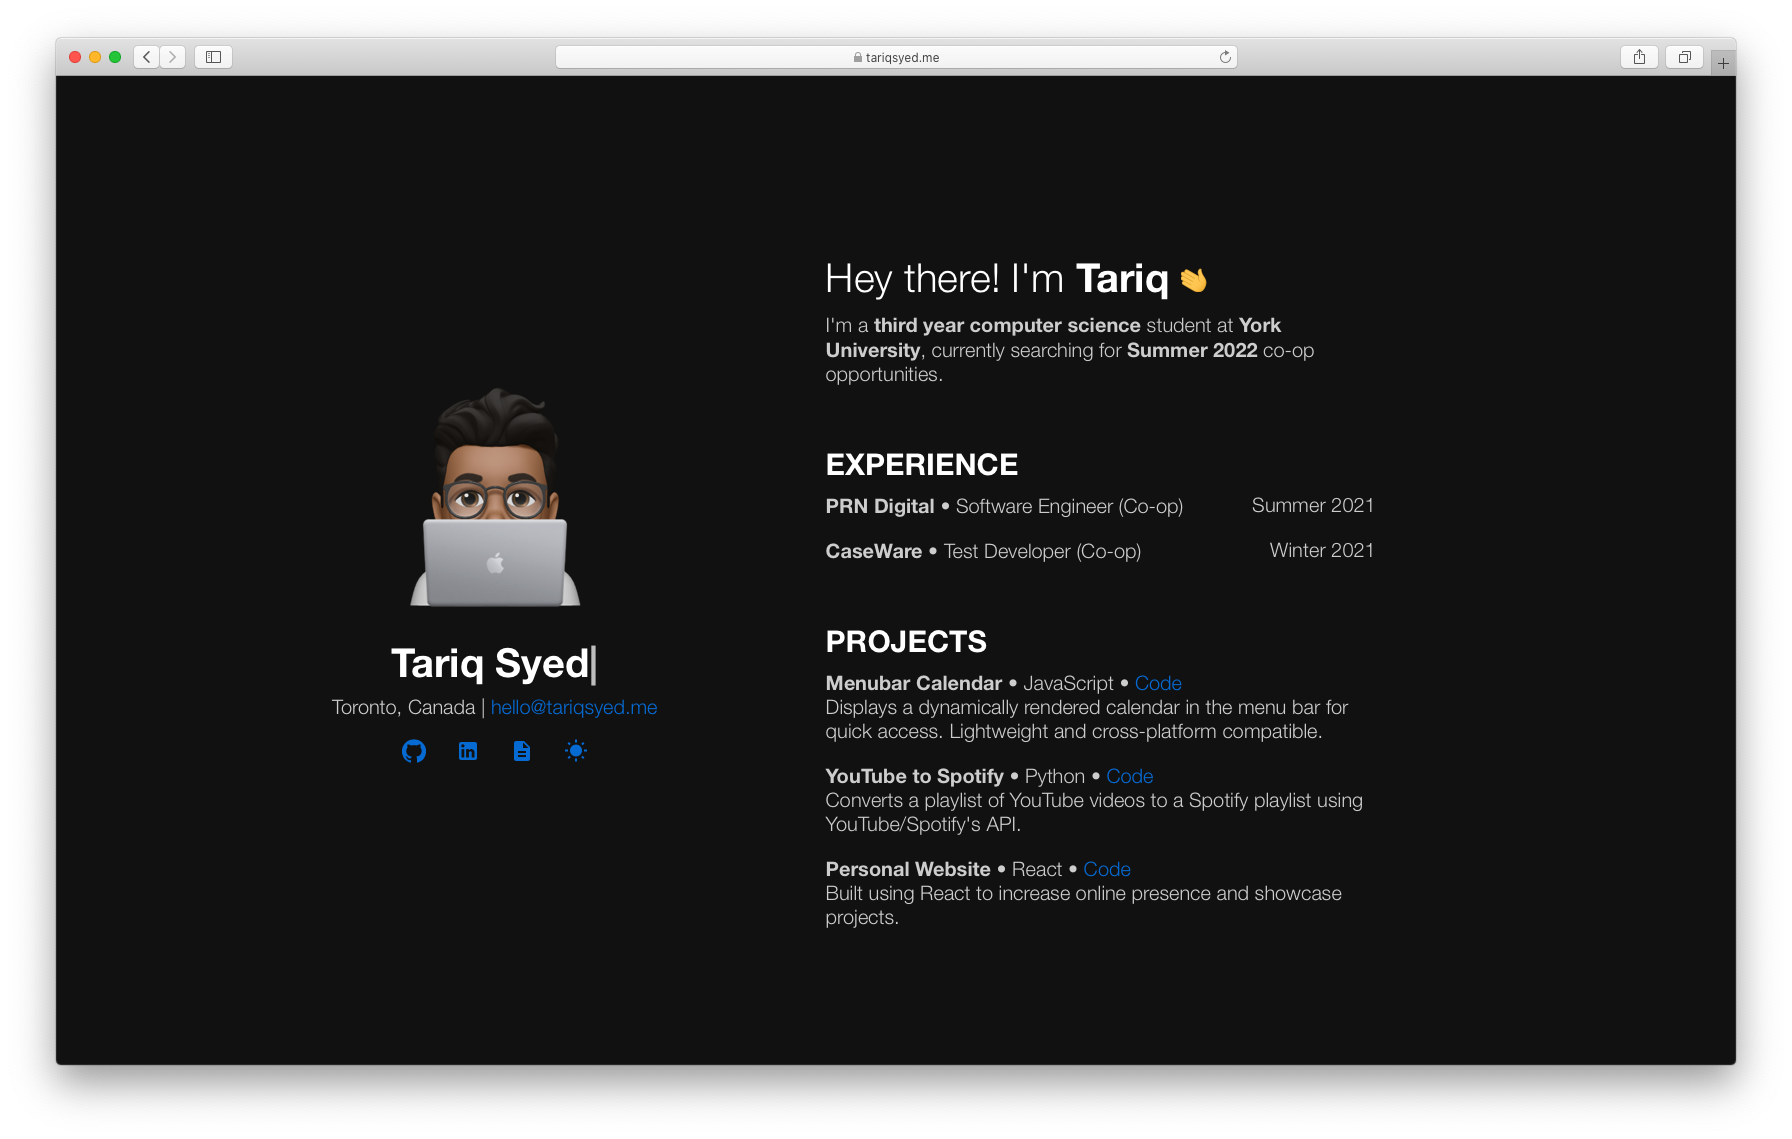 tariqsyed.me
Tariq Syed
Toronto, Canada | hello@tariqsyed.me
Hey there! I'm Tariq 👋
I'm a third year computer science student at York
University, currently searching for Summer 2022 co-op
opportunities.
EXPERIENCE
PRN Digital • Software Engineer (Co-op) Summer 2021
CaseWare • Test Developer (Co-op) Winter 2021
PROJECTS
Menubar Calendar • JavaScript • Code
Displays a dynamically rendered calendar in the menu bar for
quick access. Lightweight and cross-platform compatible.
YouTube to Spotify • Python • Code
Converts a playlist of YouTube videos to a Spotify playlist using
YouTube/Spotify's API.
Personal Website • React • Code
Built using React to increase online presence and showcase
projects.